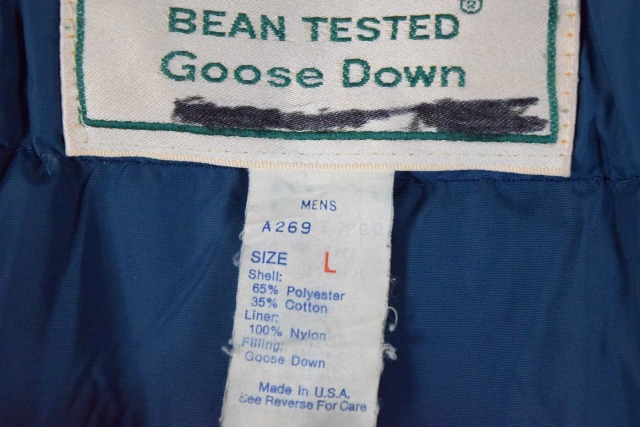 BEAN TESTED®
Goose Down
MENS
A269
SIZE L
Shell:
65% Polyester
35% Cotton
Liner:
100% Nylon
Filling:
Goose Down
Made in U.S.A.
See Reverse For Care